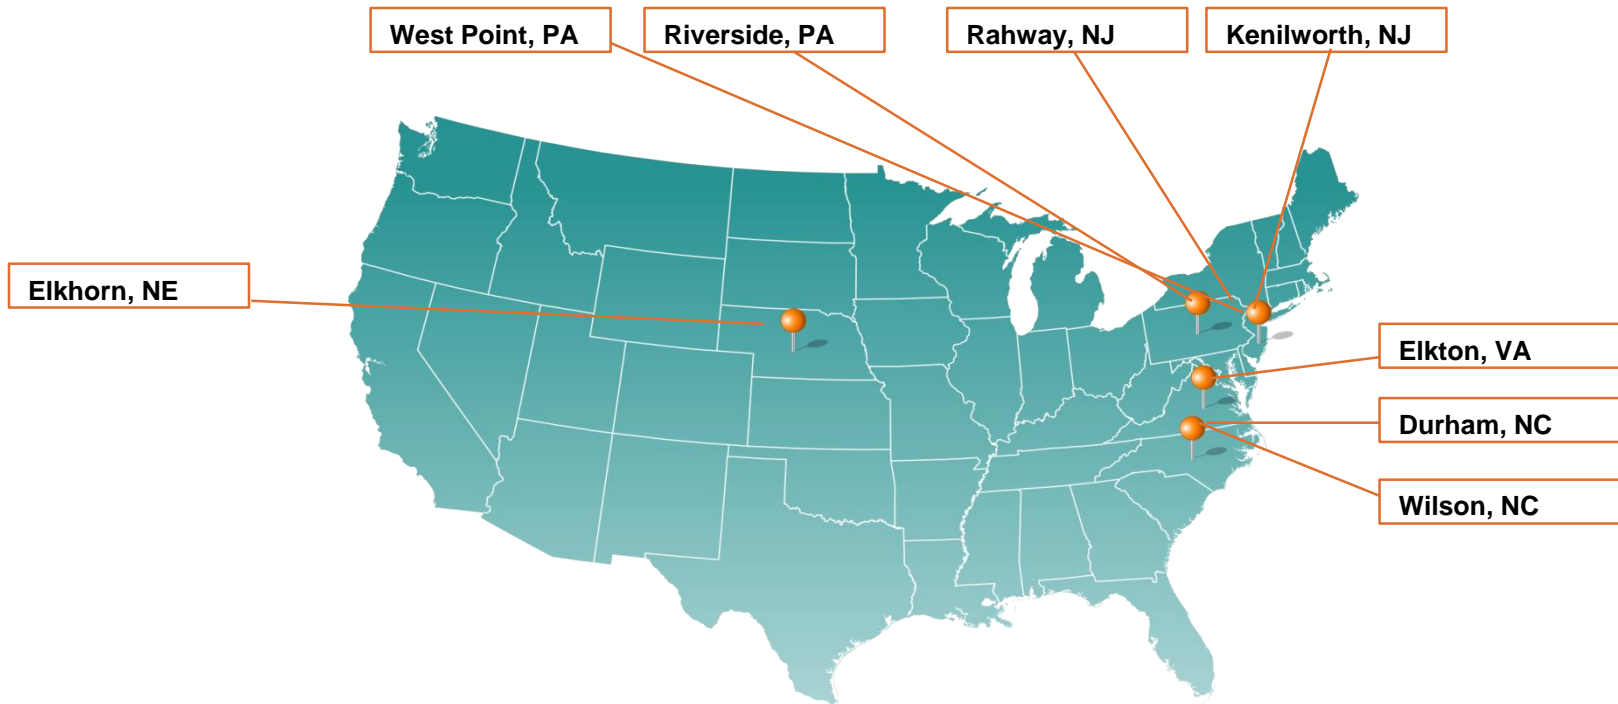 West Point, PA
Riverside, PA
Rahway, NJ
Kenilworth, NJ
Elkhorn, NE
Elkton, VA
Durham, NC
Wilson, NC